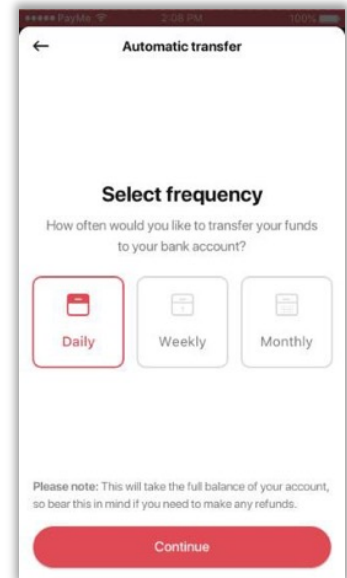 PayMe 2:08 PM 100%
Automatic transfer
Select frequency
How often would you like to transfer your funds
to your bank account?
Daily Weekly Monthly
Please note: This will take the full balance of your account,
so bear this in mind if you need to make any refunds.
Continue